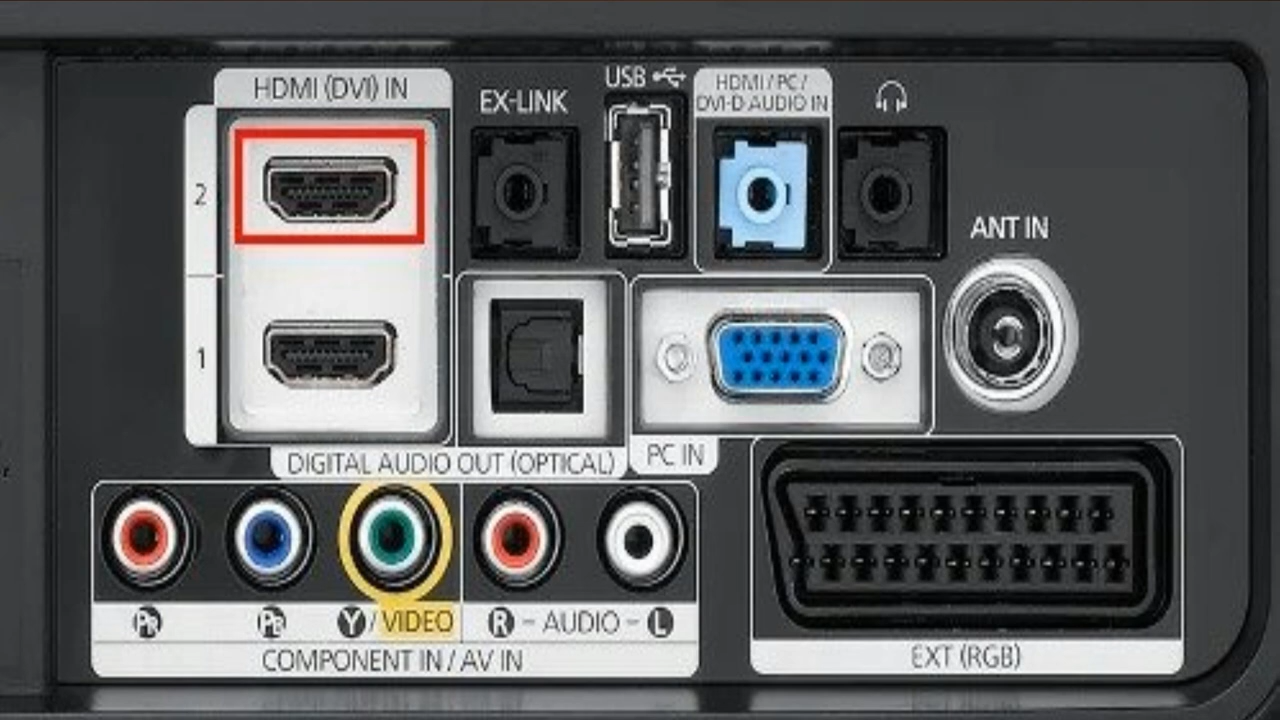 HDMI (DVI) IN
EX-LINK
USB
HDMI / PC /
DVI-D AUDIO IN
2
ANT IN
1
DIGITAL AUDIO OUT (OPTICAL)
PC IN
PR PB Y / VIDEO R - AUDIO - L
COMPONENT IN / AV IN
EXT (RGB)